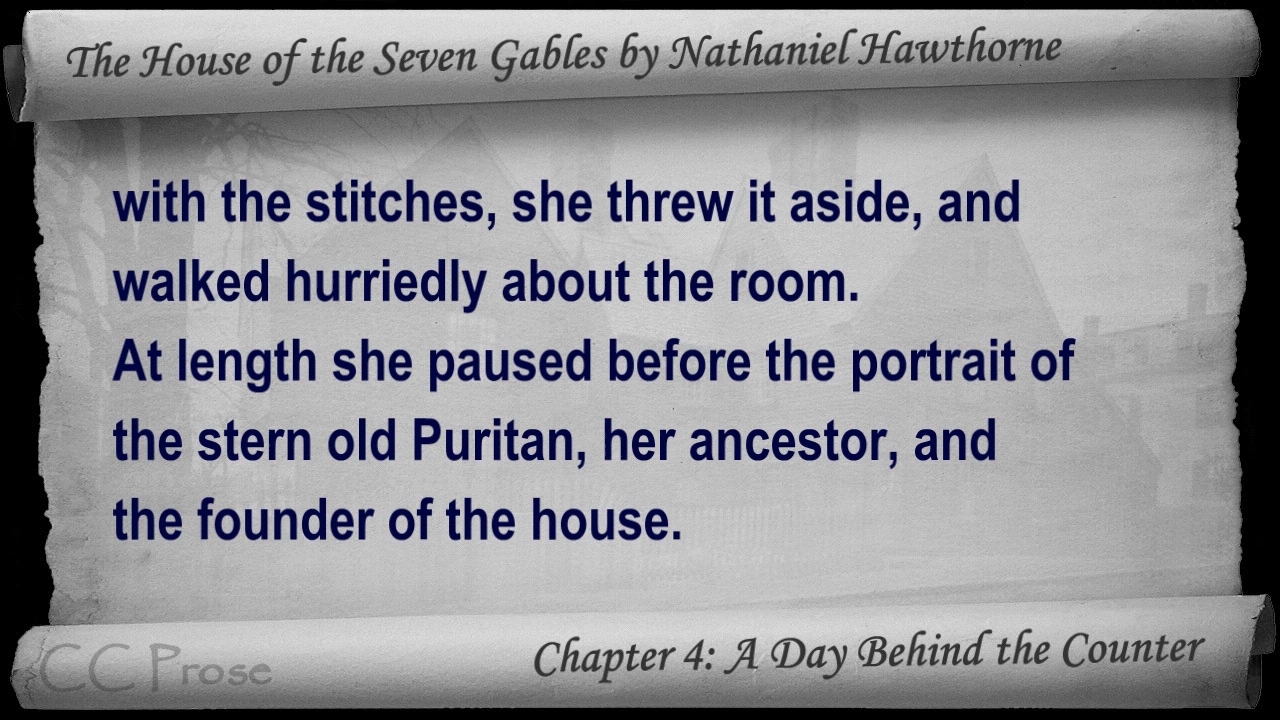 The House of the Seven Gables by Nathaniel Hawthorne
with the stitches, she threw it aside, and
walked hurriedly about the room.
At length she paused before the portrait of
the stern old Puritan, her ancestor, and
the founder of the house.
CC Prose
Chapter 4: A Day Behind the Counter